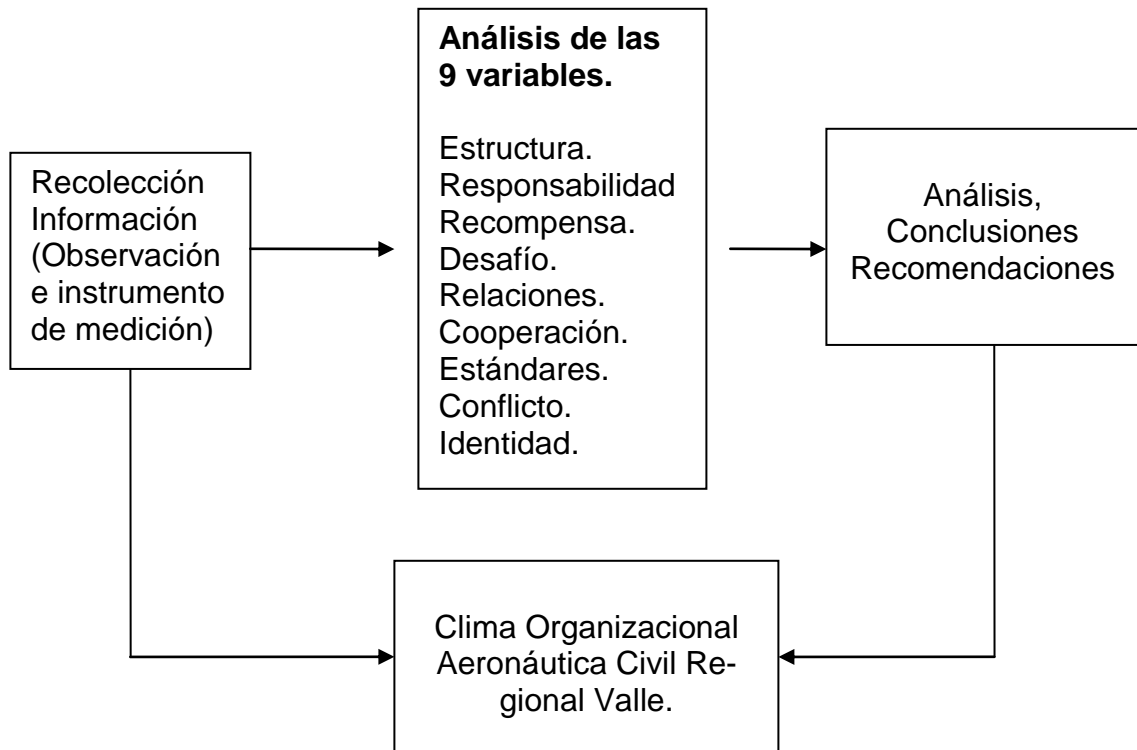 Recolección
Información
(Observación
e instrumento
de medición)
Análisis de las
9 variables.
Estructura.
Responsabilidad
Recompensa.
Desafío.
Relaciones.
Cooperación.
Estándares.
Conflicto.
Identidad.
Análisis,
Conclusiones
Recomendaciones
Clima Organizacional
Aeronáutica Civil Re-
gional Valle.